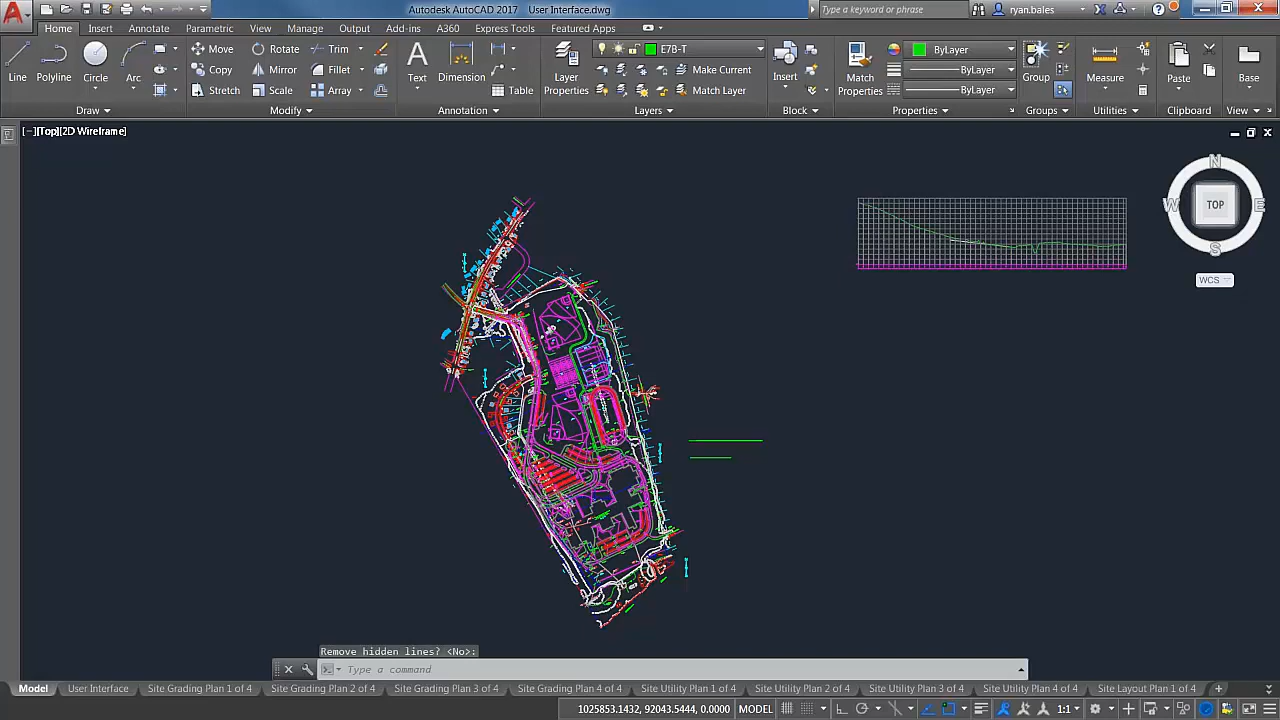 Autodesk AutoCAD 2017 User Interface.dwg
Type a keyword or phrase
ryan.bales
Home Insert Annotate Parametric View Manage Output Add-ins A360 Express Tools Featured Apps
Line Polyline Circle Arc
Move Rotate Trim
Copy Mirror Fillet
Stretch Scale Array
Text Dimension Table
Layer Properties
E7B-T
Make Current
Match Layer
Insert
Match Properties
ByLayer
ByLayer
ByLayer
Group Measure Paste Base
Draw Modify Annotation Layers Block Properties Groups Utilities Clipboard View
[−][Top][2D Wireframe]
N
W TOP E
S
WCS
Remove hidden lines? <No>:
Type a command
Model User Interface Site Grading Plan 1 of 4 Site Grading Plan 2 of 4 Site Grading Plan 3 of 4 Site Grading Plan 4 of 4 Site Utility Plan 1 of 4 Site Utility Plan 2 of 4 Site Utility Plan 3 of 4 Site Utility Plan 4 of 4 Site Layout Plan 1 of 4
1025853.1432, 92043.5444, 0.0000 MODEL 1:1